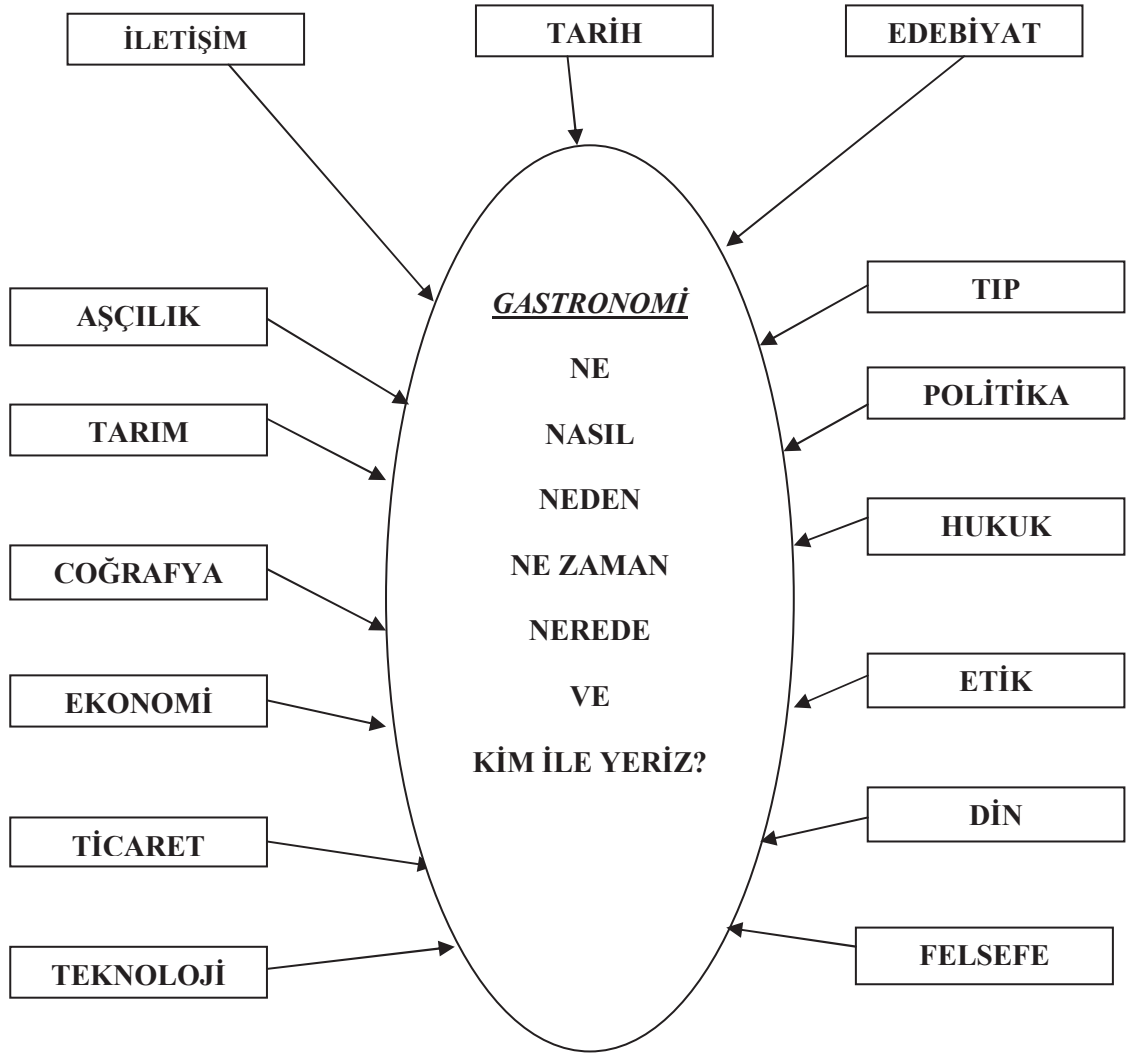 İLETİŞİM
TARİH
EDEBİYAT
AŞÇILIK
TARIM
COĞRAFYA
EKONOMİ
TİCARET
TEKNOLOJİ
GASTRONOMİ
NE
NASIL
NEDEN
NE ZAMAN
NEREDE
VE
KİM İLE YERİZ?
TIP
POLİTİKA
HUKUK
ETİK
DİN
FELSEFE